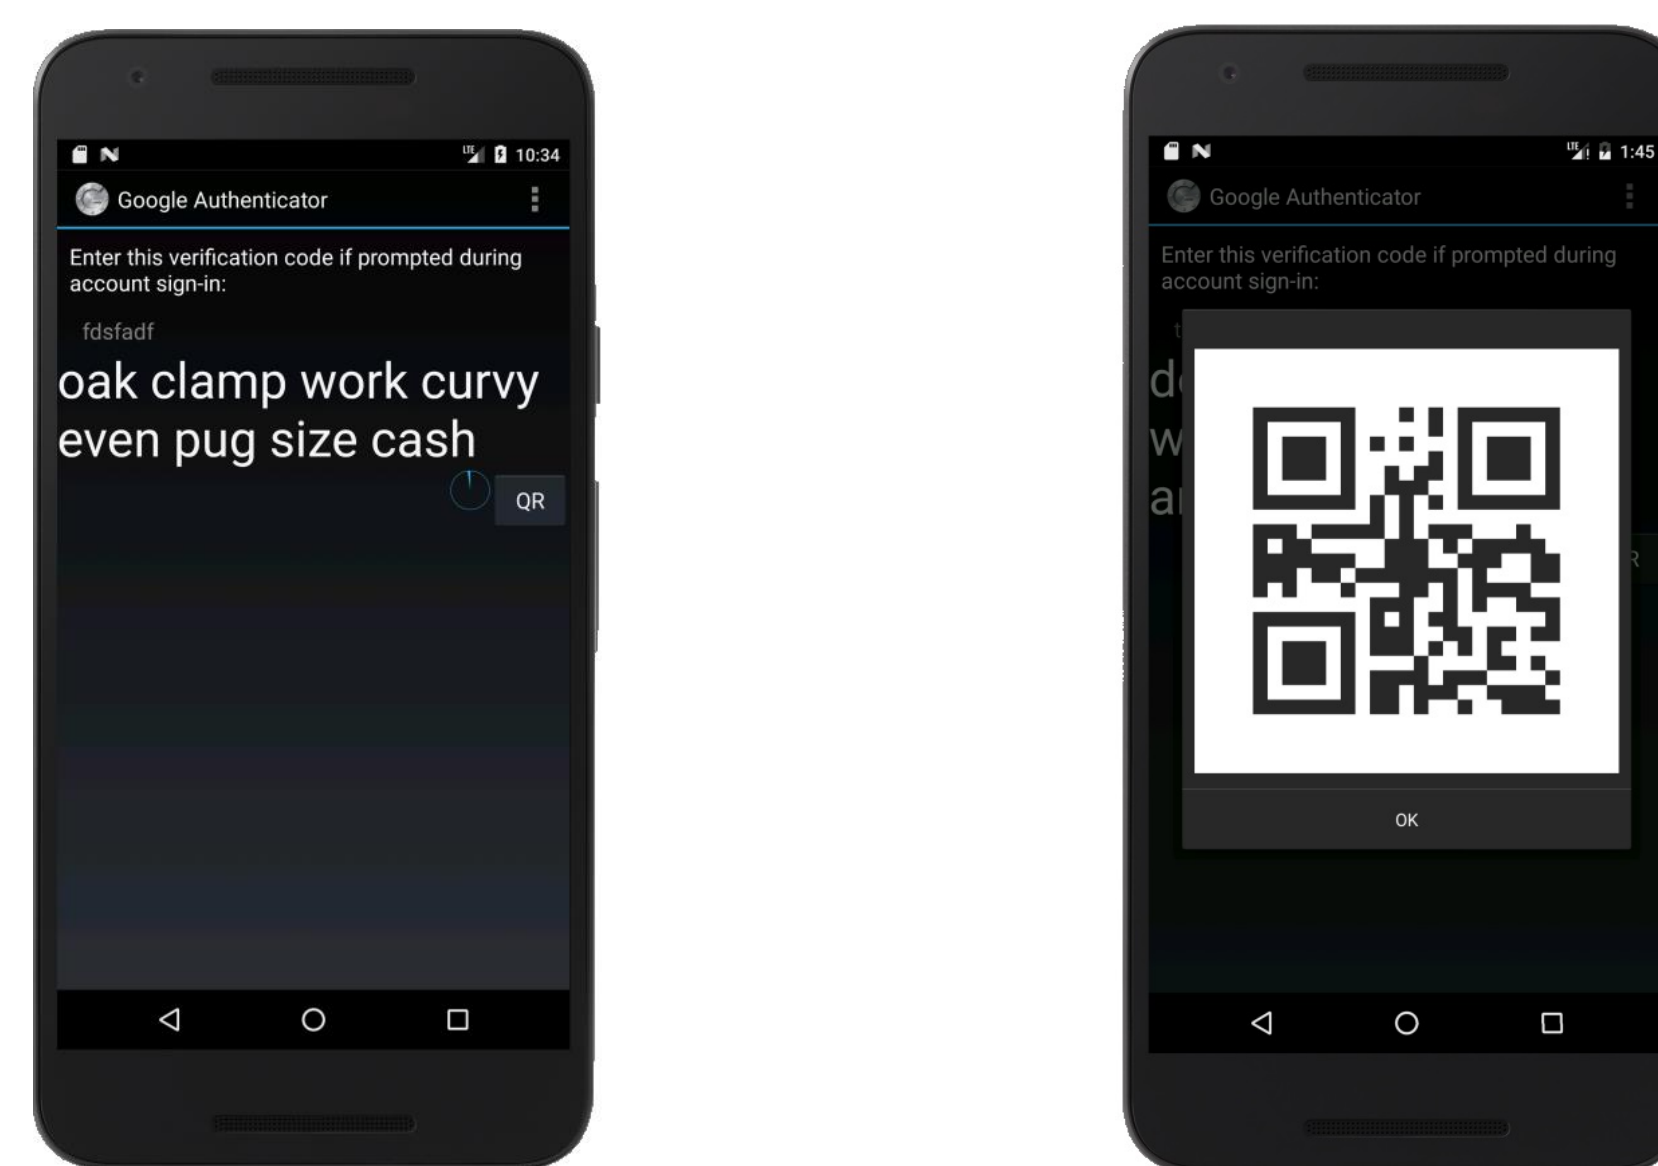 10:34
Google Authenticator
Enter this verification code if prompted during
account sign-in:
fdsfadf
oak clamp work curvy
even pug size cash
QR
1:45
Google Authenticator
Enter this verification code if prompted during
account sign-in:
OK